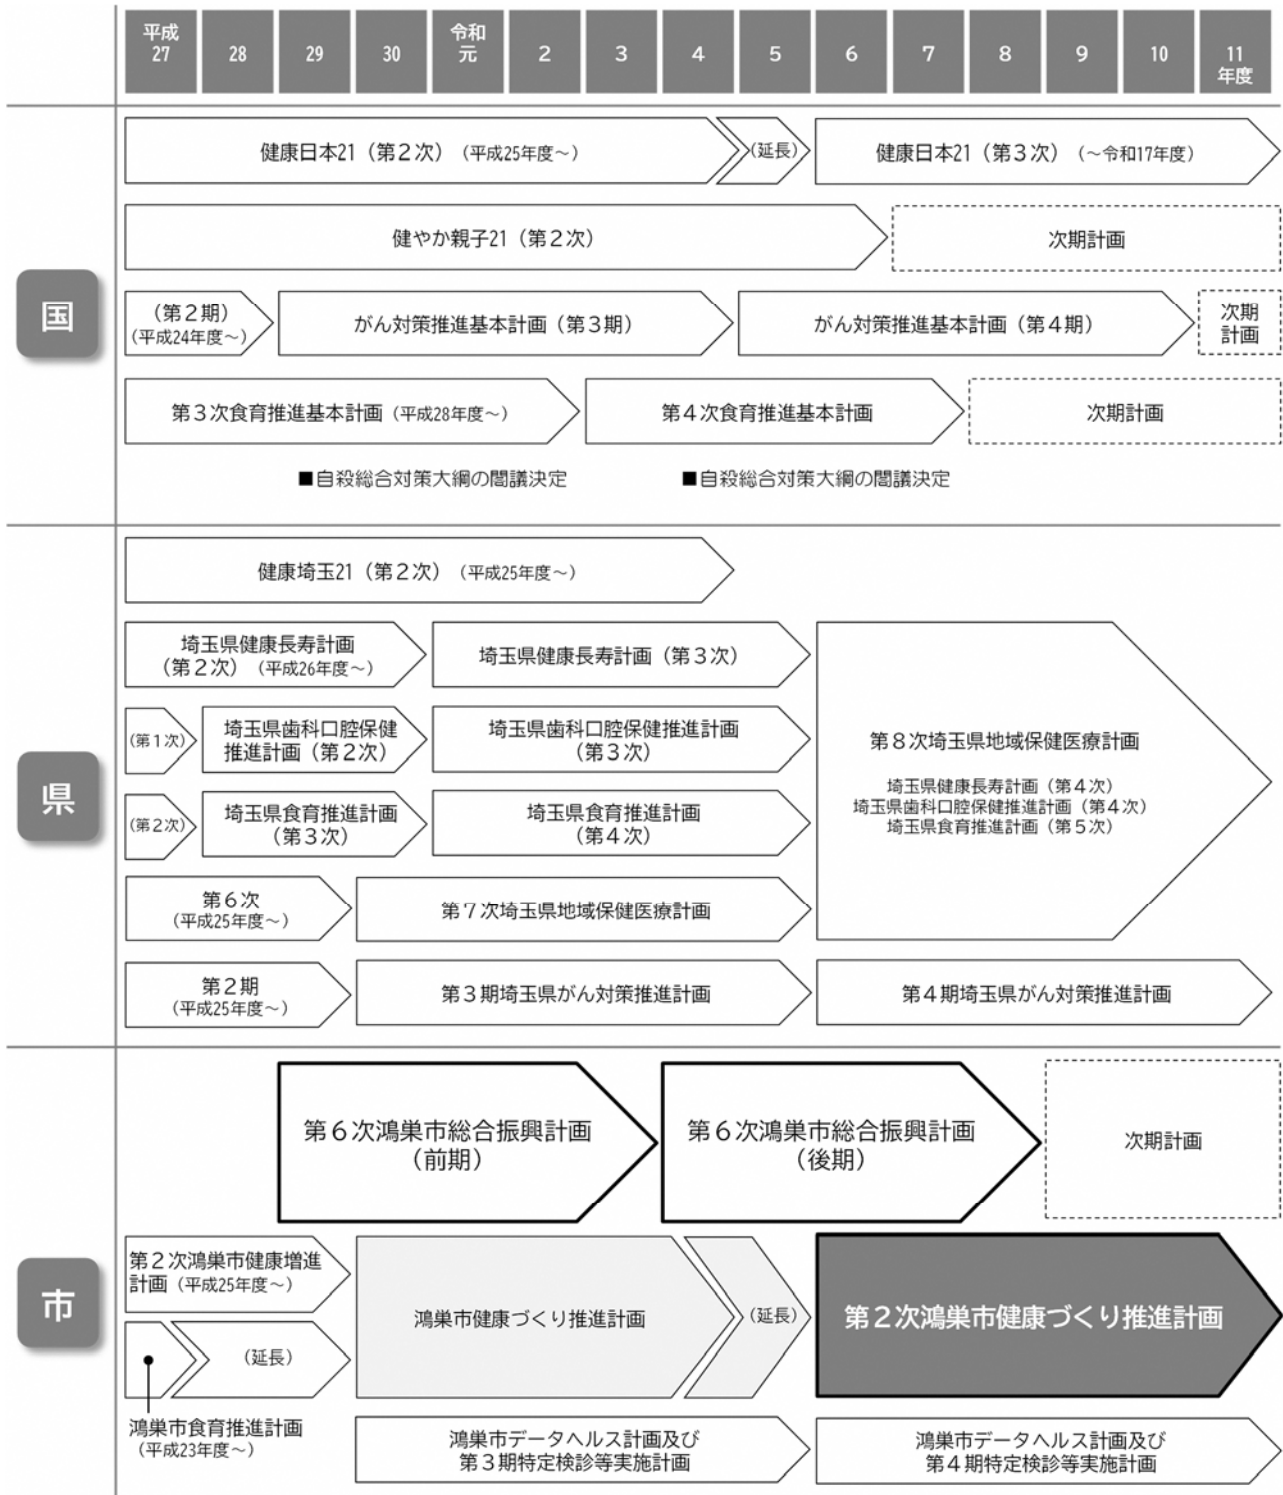 平成
27
28
29
30
令和
元
2
3
4
5
6
7
8
9
10
11
年度
国
健康日本21（第２次）（平成25年度～）
（延長）
健康日本21（第３次）（～令和17年度）
健やか親子21（第２次）
次期計画
（第２期）
（平成24年度～）
がん対策推進基本計画（第３期）
がん対策推進基本計画（第４期）
次期
計画
第３次食育推進基本計画（平成28年度～）
第４次食育推進基本計画
次期計画
■自殺総合対策大綱の閣議決定
■自殺総合対策大綱の閣議決定
県
健康埼玉21（第２次）（平成25年度～）
埼玉県健康長寿計画
（第２次）（平成26年度～）
埼玉県健康長寿計画（第３次）
（第１次）
埼玉県歯科口腔保健
推進計画（第２次）
埼玉県歯科口腔保健推進計画
（第３次）
（第２次）
埼玉県食育推進計画
（第３次）
埼玉県食育推進計画
（第４次）
第８次埼玉県地域保健医療計画
埼玉県健康長寿計画（第４次）
埼玉県歯科口腔保健推進計画（第４次）
埼玉県食育推進計画（第５次）
第６次
（平成25年度～）
第７次埼玉県地域保健医療計画
第２期
（平成25年度～）
第３期埼玉県がん対策推進計画
第４期埼玉県がん対策推進計画
市
第６次鴻巣市総合振興計画
（前期）
第６次鴻巣市総合振興計画
（後期）
次期計画
第２次鴻巣市健康増進
計画（平成25年度～）
（延長）
鴻巣市食育推進計画
（平成23年度～）
鴻巣市健康づくり推進計画
（延長）
第２次鴻巣市健康づくり推進計画
鴻巣市データヘルス計画及び
第３期特定検診等実施計画
鴻巣市データヘルス計画及び
第４期特定検診等実施計画